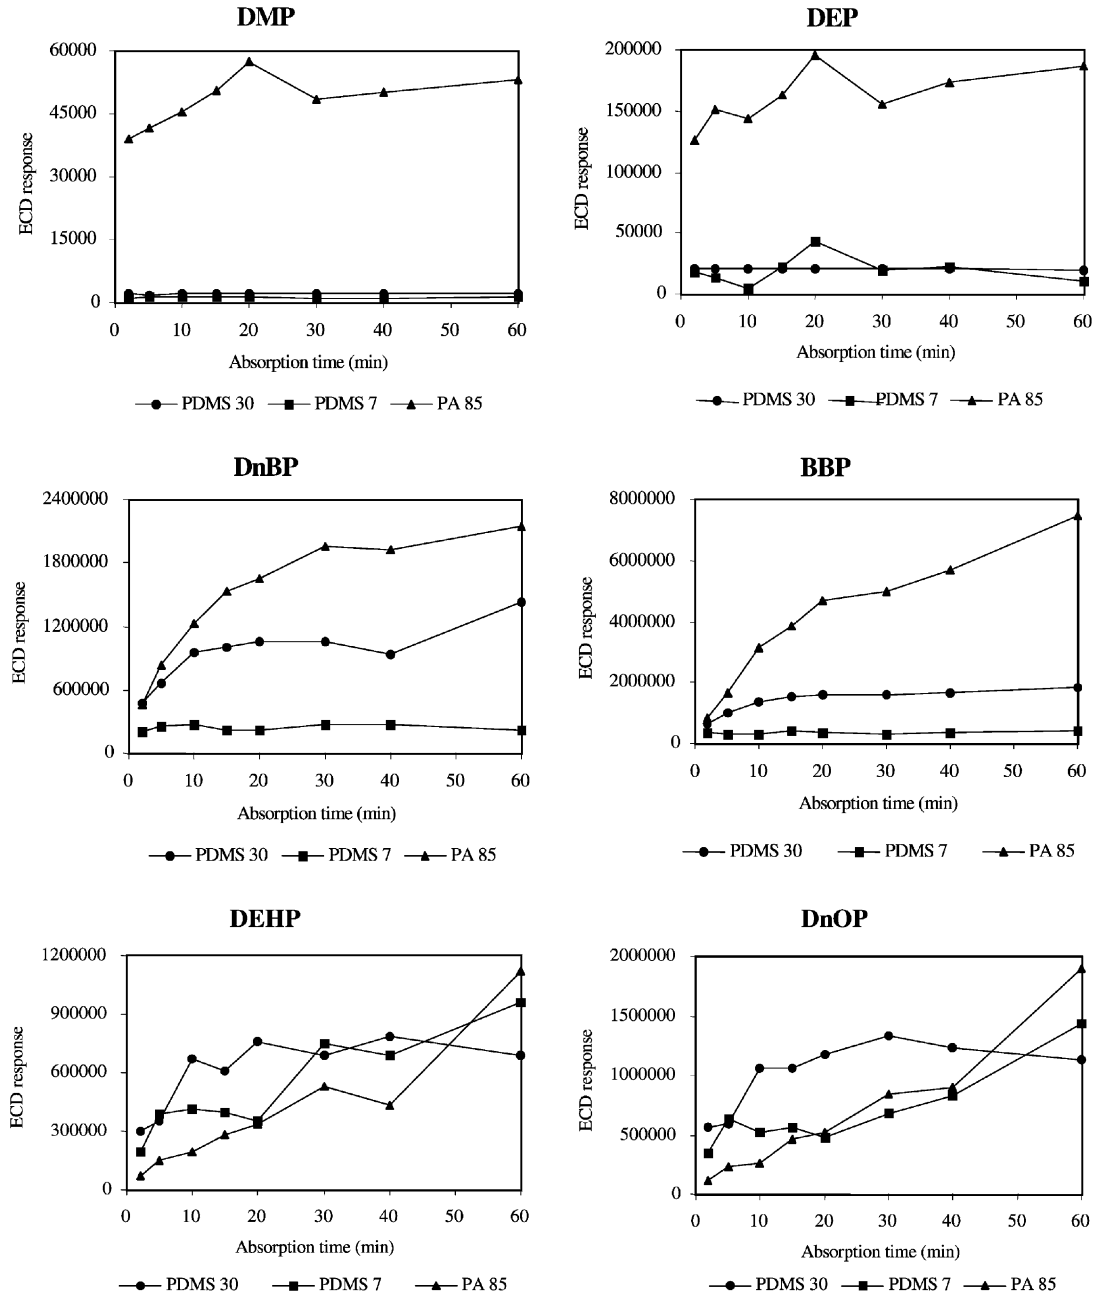 DMP
60000
45000
30000
15000
0
ECD response
0 10 20 30 40 50 60
Absorption time (min)
PDMS 30 PDMS 7 PA 85
DEP
200000
150000
100000
50000
0
ECD response
0 10 20 30 40 50 60
Absorption time (min)
PDMS 30 PDMS 7 PA 85
DnBP
2400000
1800000
1200000
600000
0
ECD response
0 10 20 30 40 50 60
Absorption time (min)
PDMS 30 PDMS 7 PA 85
BBP
8000000
6000000
4000000
2000000
0
ECD response
0 10 20 30 40 50 60
Absorption time (min)
PDMS 30 PDMS 7 PA 85
DEHP
1200000
900000
600000
300000
0
ECD response
0 10 20 30 40 50 60
Absorption time (min)
PDMS 30 PDMS 7 PA 85
DnOP
2000000
1500000
1000000
500000
0
ECD response
0 10 20 30 40 50 60
Absorption time (min)
PDMS 30 PDMS 7 PA 85